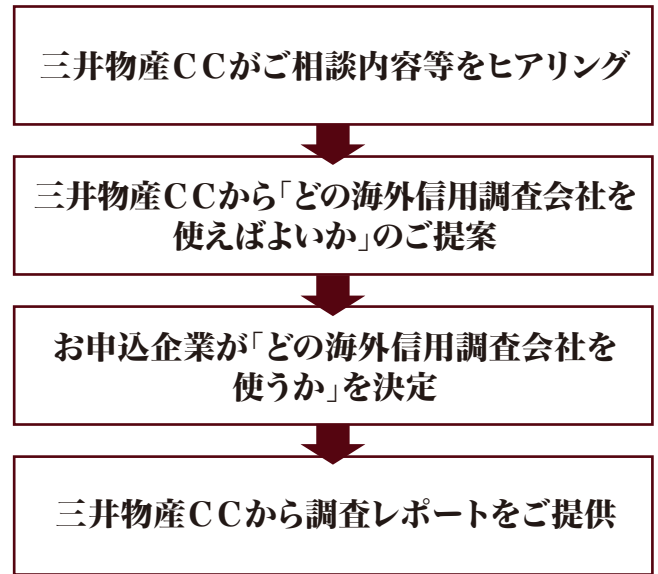 三井物産CCがご相談内容等をヒアリング
三井物産CCから「どの海外信用調査会社を
使えばよいか」のご提案
お申込企業が「どの海外信用調査会社を
使うか」を決定
三井物産CCから調査レポートをご提供